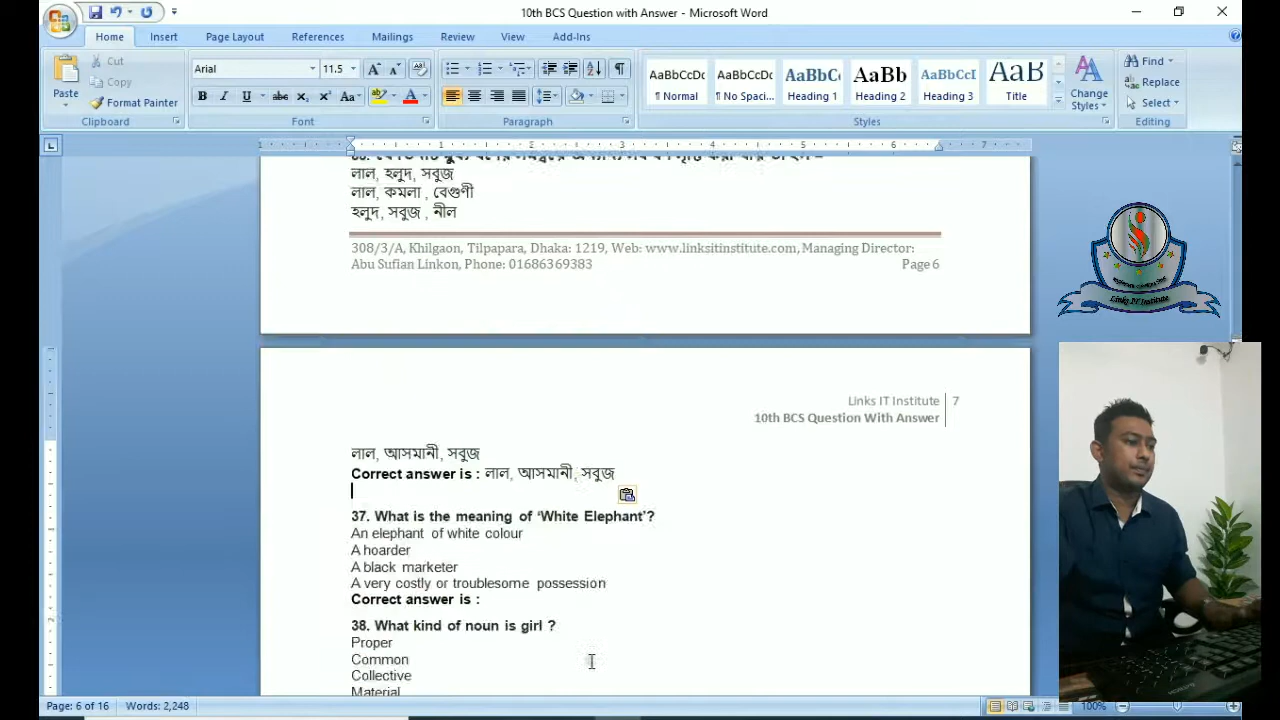 10th BCS Question with Answer - Microsoft Word
Home Insert Page Layout References Mailings Review View Add-Ins
Paste
Cut
Copy
Format Painter
Clipboard
Arial 11.5
Font
Paragraph
AaBbCcDc AaBbCcDc AaBbC AaBbC AaBbCcD AaB
¶ Normal ¶ No Spaci... Heading 1 Heading 2 Heading 3 Title
Change Styles
Styles
Find
Replace
Select
Editing
লাল, হলুদ, সবুজ
লাল, কমলা , বেগুণী
হলুদ, সবুজ , নীল
308/3/A, Khilgaon, Tilpapara, Dhaka: 1219, Web: www.linksitinstitute.com, Managing Director:
Abu Sufian Linkon, Phone: 01686369383 Page 6
Links IT Institute
Links IT Institute 7
10th BCS Question With Answer
লাল, আসমানী, সবুজ
Correct answer is : লাল, আসমানী, সবুজ
37. What is the meaning of ‘White Elephant’?
An elephant of white colour
A hoarder
A black marketer
A very costly or troublesome possession
Correct answer is :
38. What kind of noun is girl ?
Proper
Common
Collective
Material
Page: 6 of 16 Words: 2,248 100%